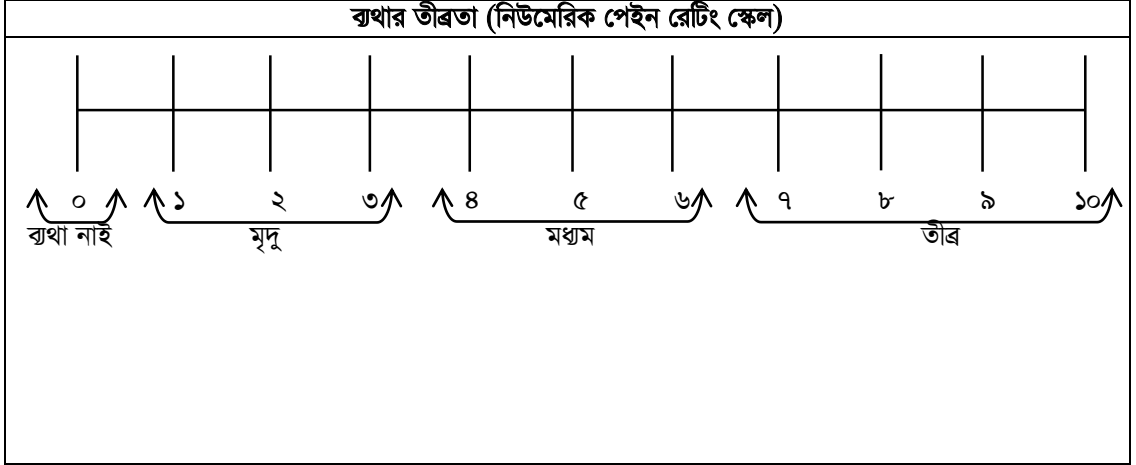 ব্যথার তীব্রতা (নিউমেরিক পেইন রেটিং স্কেল)
০ ১ ২ ৩ ৪ ৫ ৬ ৭ ৮ ৯ ১০
ব্যথা নাই মৃদু মধ্যম তীব্র